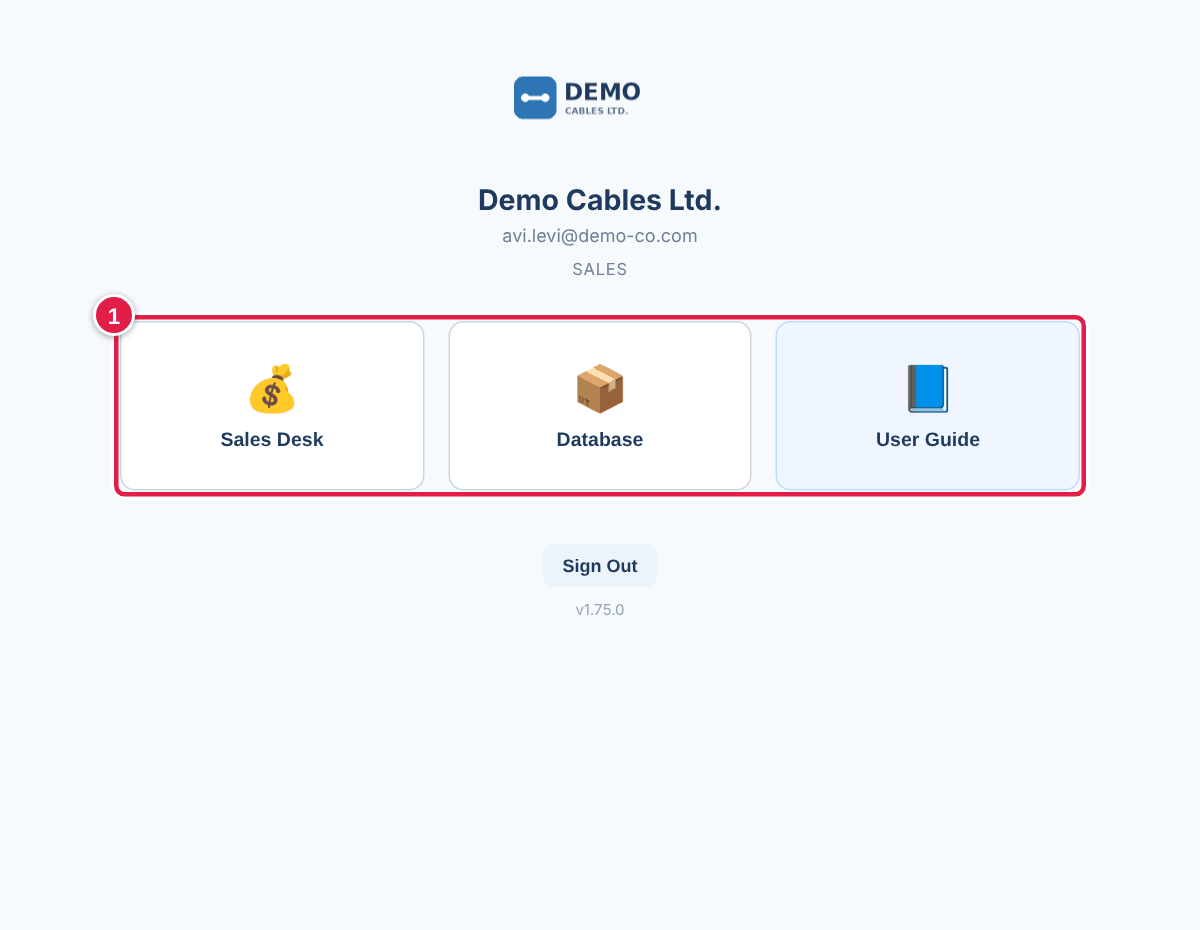 DEMO
CABLES LTD.
Demo Cables Ltd.
avi.levi@demo-co.com
SALES
1
Sales Desk
Database
User Guide
Sign Out
v1.75.0